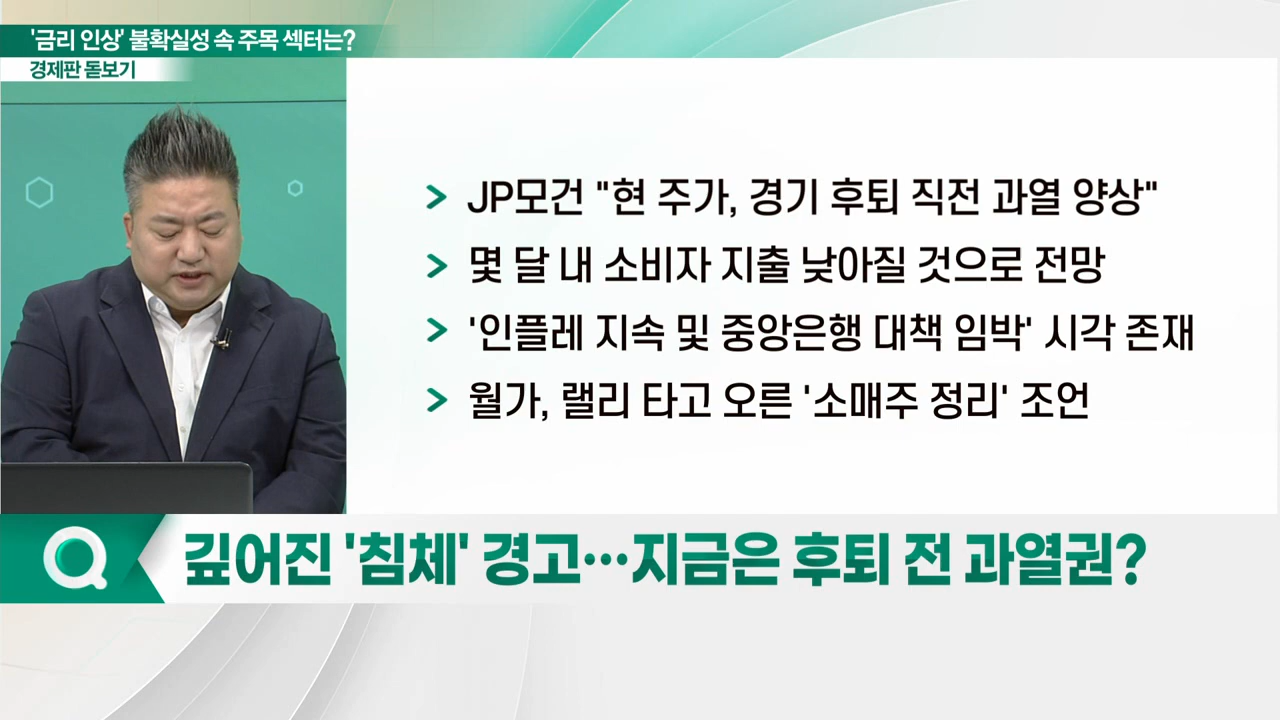 '금리 인상' 불확실성 속 주목 섹터는?
경제판 돋보기
> JP모건 "현 주가, 경기 후퇴 직전 과열 양상"
> 몇 달 내 소비자 지출 낮아질 것으로 전망
> '인플레 지속 및 중앙은행 대책 임박' 시각 존재
> 월가, 랠리 타고 오른 '소매주 정리' 조언
Q 깊어진 '침체' 경고…지금은 후퇴 전 과열권?